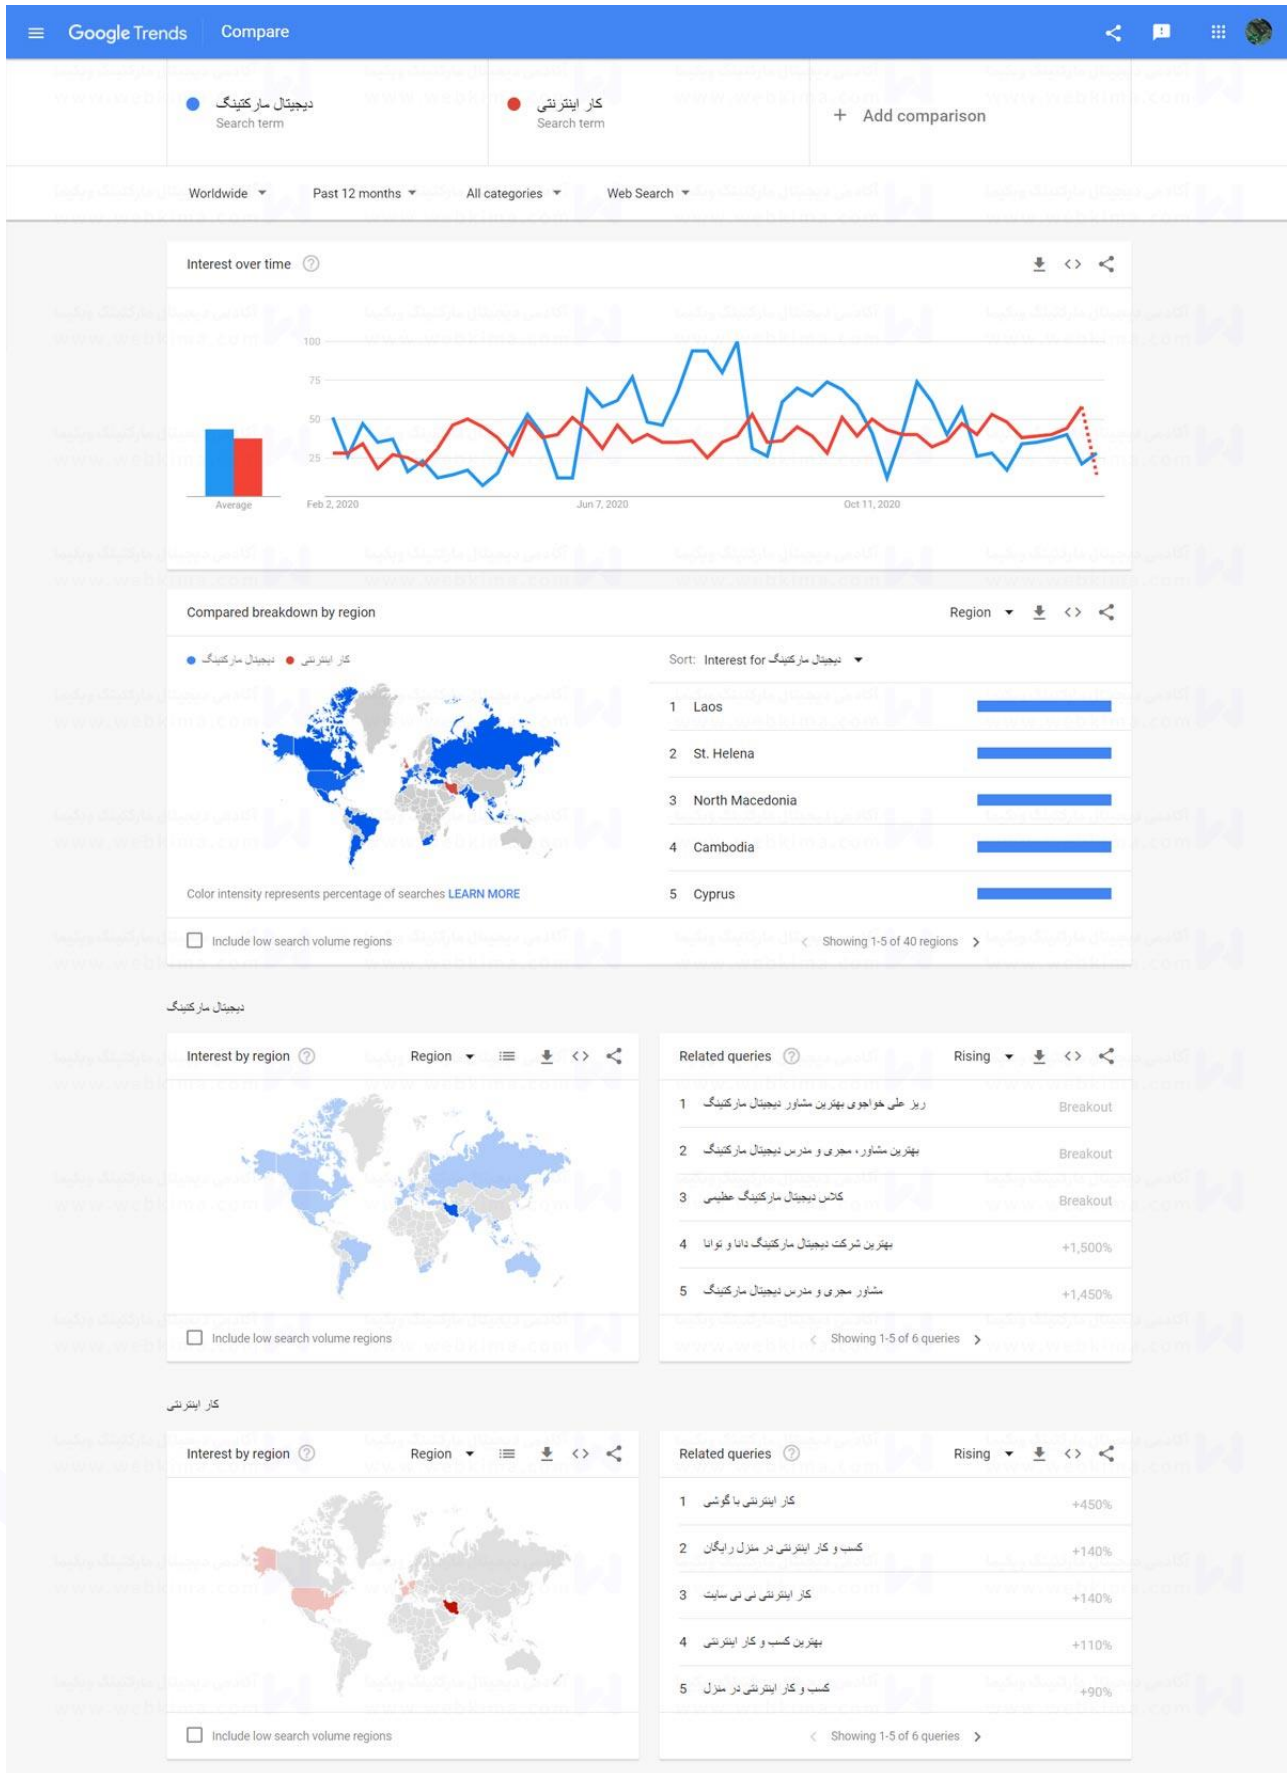 Google Trends Compare
دیجیتال مارکتینگ
Search term
کار اینترنتی
Search term
+ Add comparison
Worldwide Past 12 months All categories Web Search
Interest over time
100
75
50
25
Average
Feb 2, 2020 Jun 7, 2020 Oct 11, 2020
Compared breakdown by region Region
دیجیتال مارکتینگ کار اینترنتی
Sort: Interest for دیجیتال مارکتینگ
1 Laos
2 St. Helena
3 North Macedonia
4 Cambodia
5 Cyprus
Color intensity represents percentage of searches LEARN MORE
Include low search volume regions
Showing 1-5 of 40 regions
دیجیتال مارکتینگ
Interest by region Region
Related queries Rising
1 ریز علی خواجوی بهترین مشاور دیجیتال مارکتینگ Breakout
2 بهترین مشاور، مجری و مدرس دیجیتال مارکتینگ Breakout
3 کلاس دیجیتال مارکتینگ عظیمی Breakout
4 بهترین شرکت دیجیتال مارکتینگ دانا و توانا +1,500%
5 مشاور مجری و مدرس دیجیتال مارکتینگ +1,450%
Include low search volume regions
Showing 1-5 of 6 queries
کار اینترنتی
Interest by region Region
Related queries Rising
1 کار اینترنتی با گوشی +450%
2 کسب و کار اینترنتی در منزل رایگان +140%
3 کار اینترنتی نی نی سایت +140%
4 بهترین کسب و کار اینترنتی +110%
5 کسب و کار اینترنتی در منزل +90%
Include low search volume regions
Showing 1-5 of 6 queries
آکادمی دیجیتال مارکتینگ وبکیما
www.webkima.com